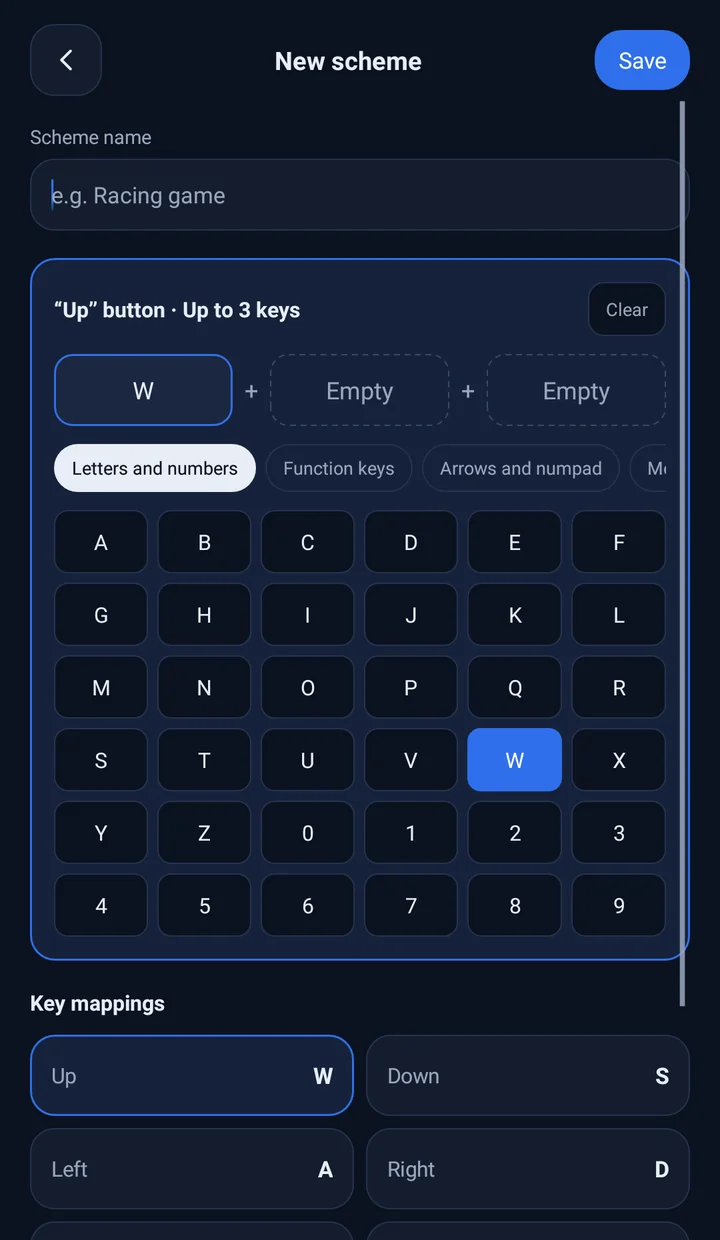 New scheme
Save
Scheme name
e.g. Racing game
“Up” button · Up to 3 keys
Clear
W + Empty + Empty
Letters and numbers Function keys Arrows and numpad
A B C D E F
G H I J K L
M N O P Q R
S T U V W X
Y Z 0 1 2 3
4 5 6 7 8 9
Key mappings
Up W Down S
Left A Right D